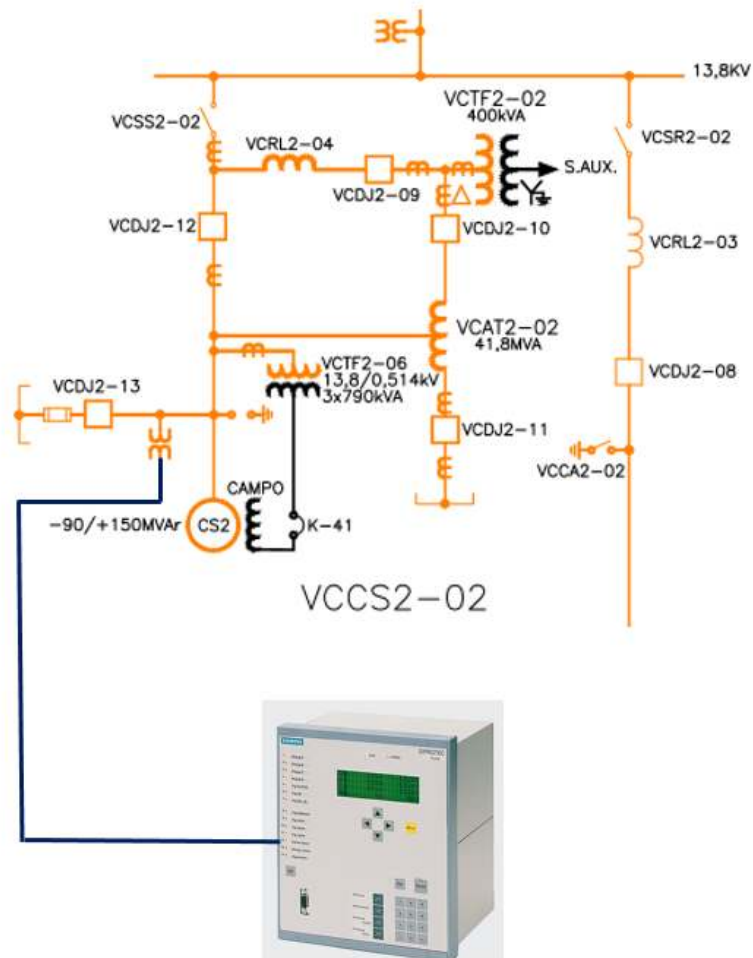 13,8KV
VCSS2-02
VCTF2-02
400kVA
VCSR2-02
VCRL2-04
S.AUX.
VCDJ2-09
VCDJ2-12
VCDJ2-10
VCRL2-03
VCAT2-02
41,8MVA
VCTF2-06
13,8/0,514kV
3x790kVA
VCDJ2-13
VCDJ2-08
VCDJ2-11
VCCA2-02
CAMPO
-90/+150MVAr
CS2
K-41
VCCS2-02
SIEMENS
SIPROTEC